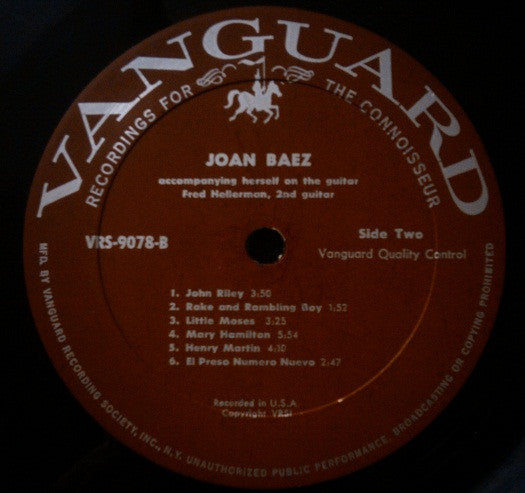 VANGUARD
RECORDINGS FOR THE CONNOISSEUR
JOAN BAEZ
accompanying herself on the guitar
Fred Hellerman, 2nd guitar
VRS-9078-B
Side Two
Vanguard Quality Control
1. John Riley 3:50
2. Rake and Rambling Boy 1:52
3. Little Moses 3:25
4. Mary Hamilton 5:54
5. Henry Martin 4:10
6. El Preso Numero Nuevo 2:47
Recorded in U.S.A.
Copyright VRSI
MFD. BY VANGUARD RECORDING SOCIETY, INC., N.Y. UNAUTHORIZED PUBLIC PERFORMANCE, BROADCASTING OR COPYING PROHIBITED